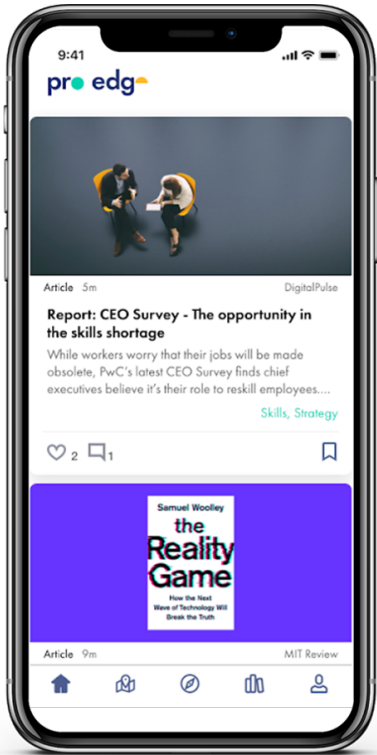 9:41
pro edge
Article 5m
DigitalPulse
Report: CEO Survey - The opportunity in
the skills shortage
While workers worry that their jobs will be made
obsolete, PwC's latest CEO Survey finds chief
executives believe it's their role to reskill employees....
Skills, Strategy
2
1
Samuel Woolley
the
Reality
Game
How the Next
Wave of Technology Will
Break the Truth
Article 9m
MIT Review